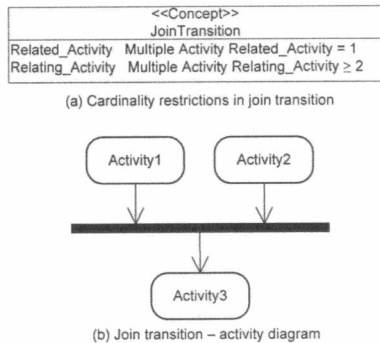 <<Concept>>
JoinTransition
Related_Activity Multiple Activity Related_Activity = 1
Relating_Activity Multiple Activity Relating_Activity ≥ 2
(a) Cardinality restrictions in join transition
Activity1 Activity2
Activity3
(b) Join transition – activity diagram